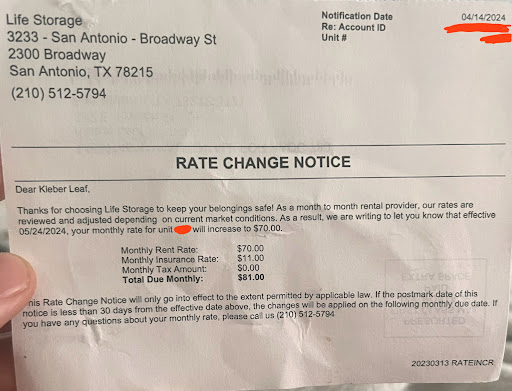 Life Storage
3233 - San Antonio - Broadway St
2300 Broadway
San Antonio, TX 78215
(210) 512-5794
Notification Date 04/14/2024
Re: Account ID
Unit #
RATE CHANGE NOTICE
Dear Kleber Leaf,
Thanks for choosing Life Storage to keep your belongings safe! As a month to month rental provider, our rates are
reviewed and adjusted depending on current market conditions. As a result, we are writing to let you know that effective
05/24/2024, your monthly rate for unit will increase to $70.00.
Monthly Rent Rate: $70.00
Monthly Insurance Rate: $11.00
Monthly Tax Amount: $0.00
Total Due Monthly: $81.00
his Rate Change Notice will only go into effect to the extent permitted by applicable law. If the postmark date of this
notice is less than 30 days from the effective date above, the changes will be applied on the following monthly due date. If
you have any questions about your monthly rate, please call us (210) 512-5794
20230313 RATEINCR